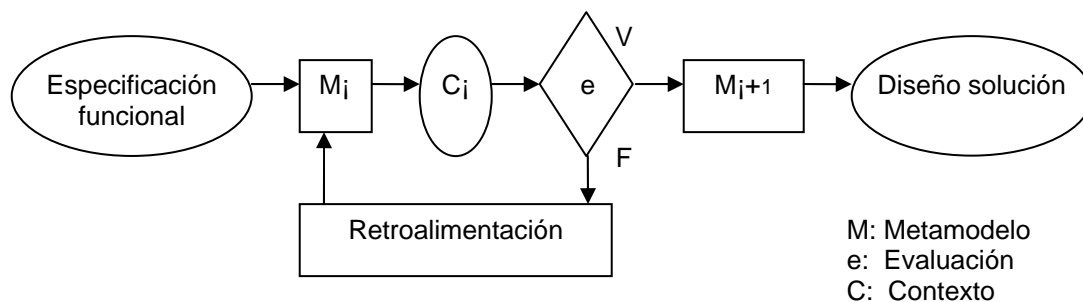 Especificación
funcional
Mi
Ci
e
V
F
Mi+1
Diseño solución
Retroalimentación
M: Metamodelo
e: Evaluación
C: Contexto